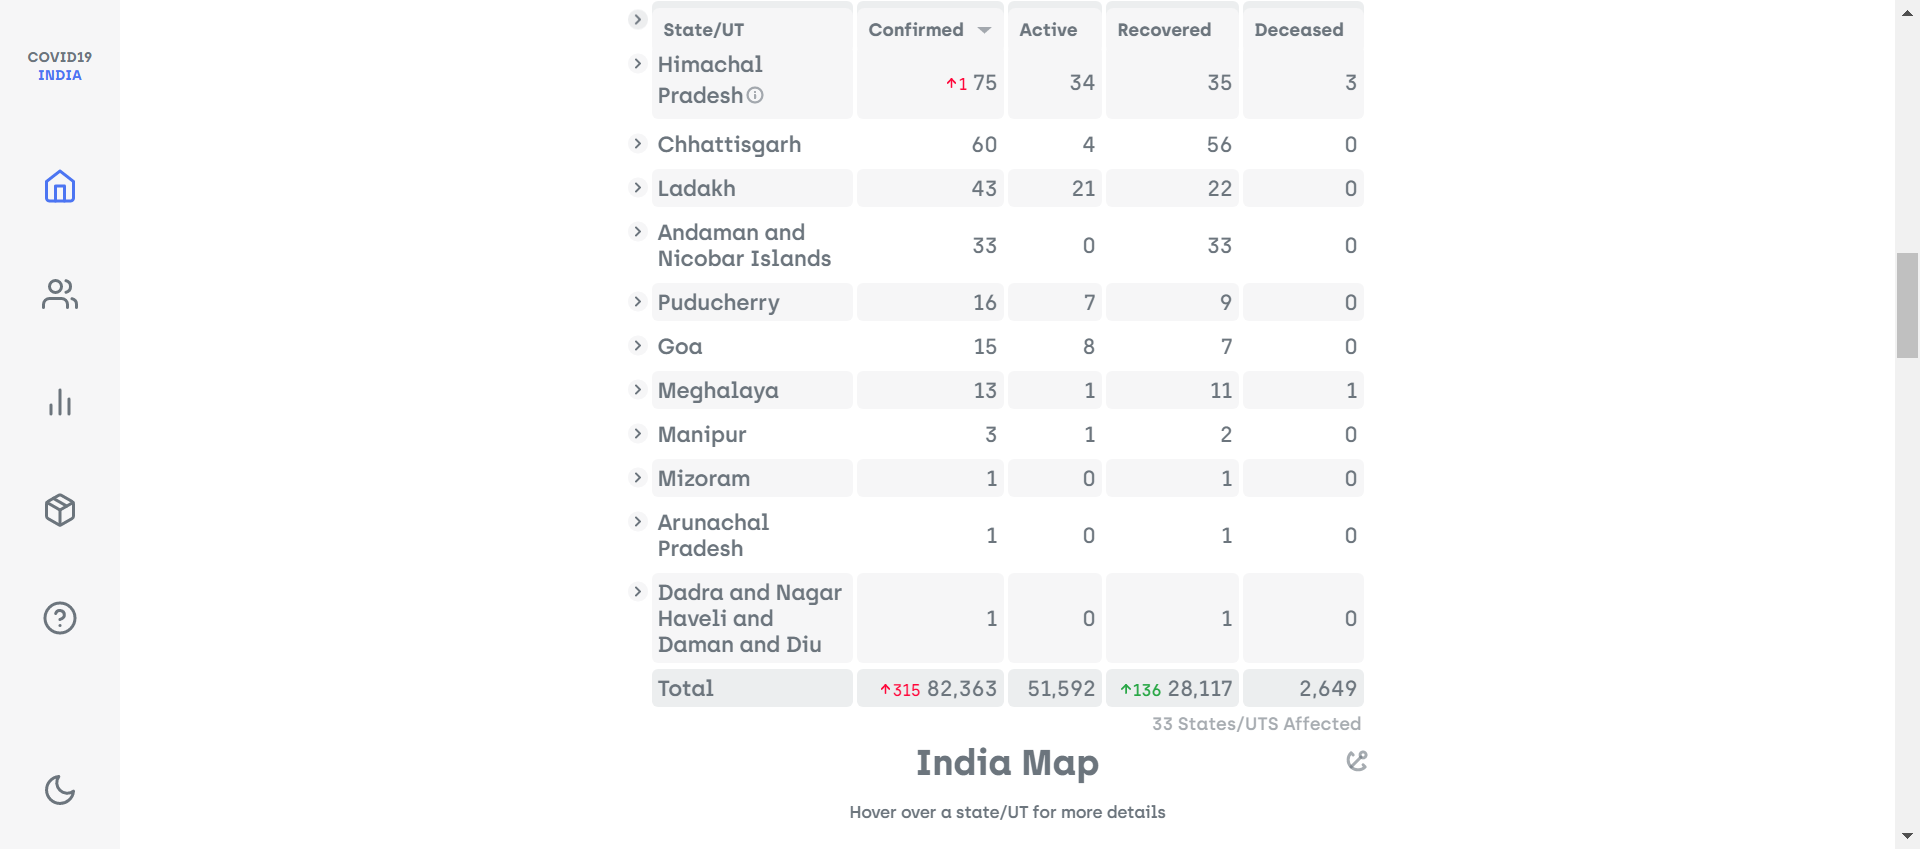 COVID19
INDIA
State/UT Confirmed Active Recovered Deceased
Himachal
Pradesh 1 75 34 35 3
Chhattisgarh 60 4 56 0
Ladakh 43 21 22 0
Andaman and
Nicobar Islands 33 0 33 0
Puducherry 16 7 9 0
Goa 15 8 7 0
Meghalaya 13 1 11 1
Manipur 3 1 2 0
Mizoram 1 0 1 0
Arunachal
Pradesh 1 0 1 0
Dadra and Nagar
Haveli and 1 0 1 0
Daman and Diu
Total 315 82,363 51,592 136 28,117 2,649
33 States/UTS Affected
India Map
Hover over a state/UT for more details